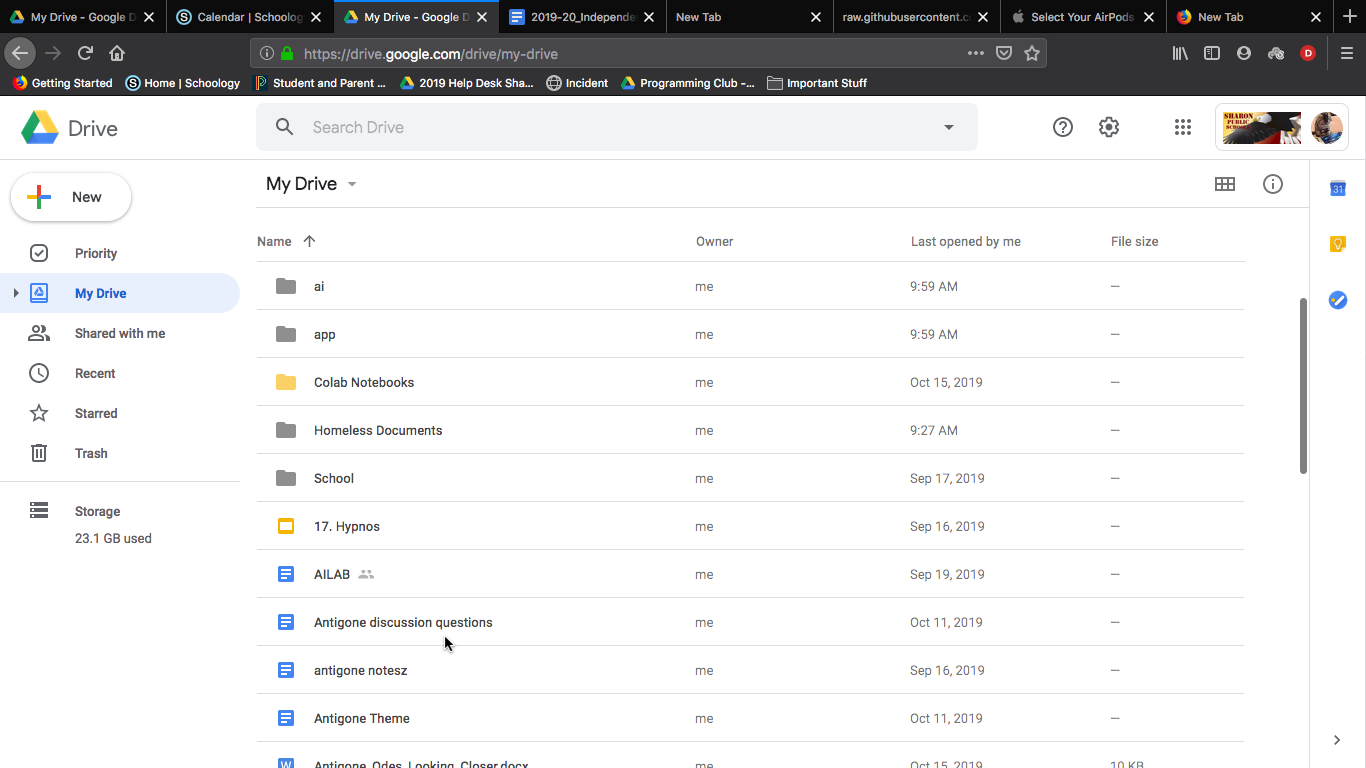 My Drive - Google D
Calendar | Schoolog
My Drive - Google D
2019-20_Independe
New Tab
raw.githubusercontent.c
Select Your AirPods
New Tab
https://drive.google.com/drive/my-drive
D
Getting Started
Home | Schoology
Student and Parent ...
2019 Help Desk Sha...
Incident
Programming Club -...
Important Stuff
Drive
Search Drive
SHARON
PUBLIC
SCHOOLS
New
My Drive
31
Name Owner Last opened by me File size
Priority
My Drive
Shared with me
Recent
Starred
Trash
Storage
23.1 GB used
ai me 9:59 AM –
app me 9:59 AM –
Colab Notebooks me Oct 15, 2019 –
Homeless Documents me 9:27 AM –
School me Sep 17, 2019 –
17. Hypnos me Sep 16, 2019 –
AILAB me Sep 19, 2019 –
Antigone discussion questions me Oct 11, 2019 –
antigone notesz me Sep 16, 2019 –
Antigone Theme me Oct 11, 2019 –
W Antigone, Odes, Looking, Closer.docx me Oct 15, 2019 10 KB